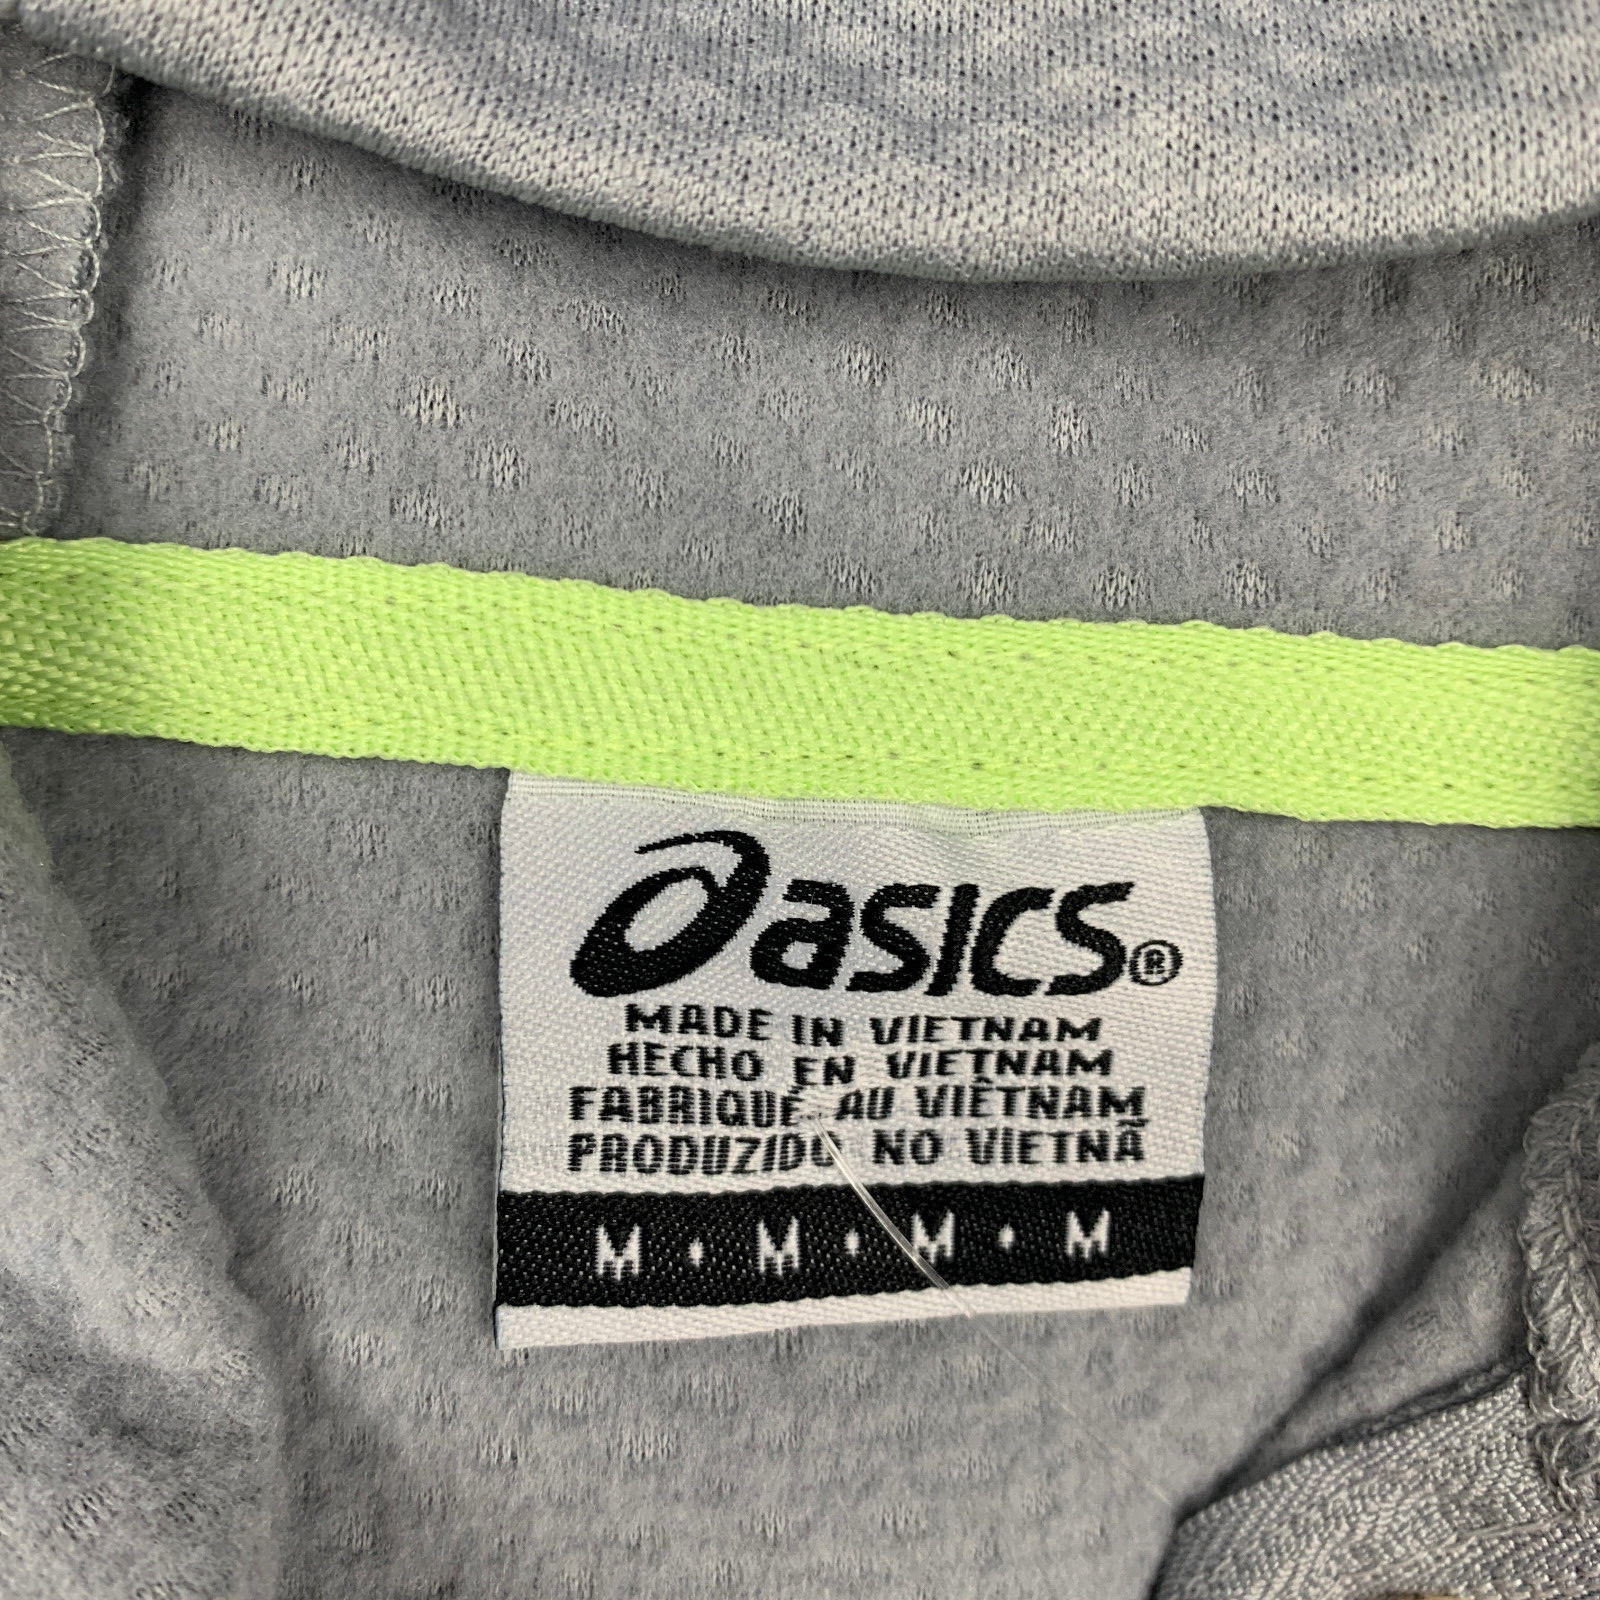 asics®
MADE IN VIETNAM
HECHO EN VIETNAM
FABRIQUÉ AU VIÊTNAM
PRODUZIDO NO VIETNÃ
M • M • M • M